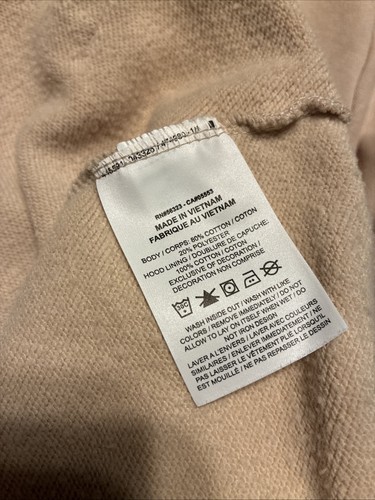 RN#56323 - CA#05553
MADE IN VIETNAM
FABRIQUE AU VIETNAM
BODY / CORPS: 80% COTTON / COTON
20% POLYESTER
HOOD LINING / DOUBLURE DE CAPUCHE:
100% COTTON / COTON
EXCLUSIVE OF DECORATION /
DECORATION NON COMPRISE
WASH INSIDE OUT / WASH WITH LIKE
COLORS / REMOVE IMMEDIATELY / DO NOT
ALLOW TO LAY ON ITSELF WHEN WET / DO
NOT IRON DESIGN
LAVER A L'ENVERS / LAVER AVEC COULEURS
SIMILAIRES / ENLEVER IMMEDIATEMENT / NE
PAS LAISSER LE VÊTEMENT PLIÉ LORSQU'IL
EST MOUILLÉ / NE PAS REPASSER LE DESSIN